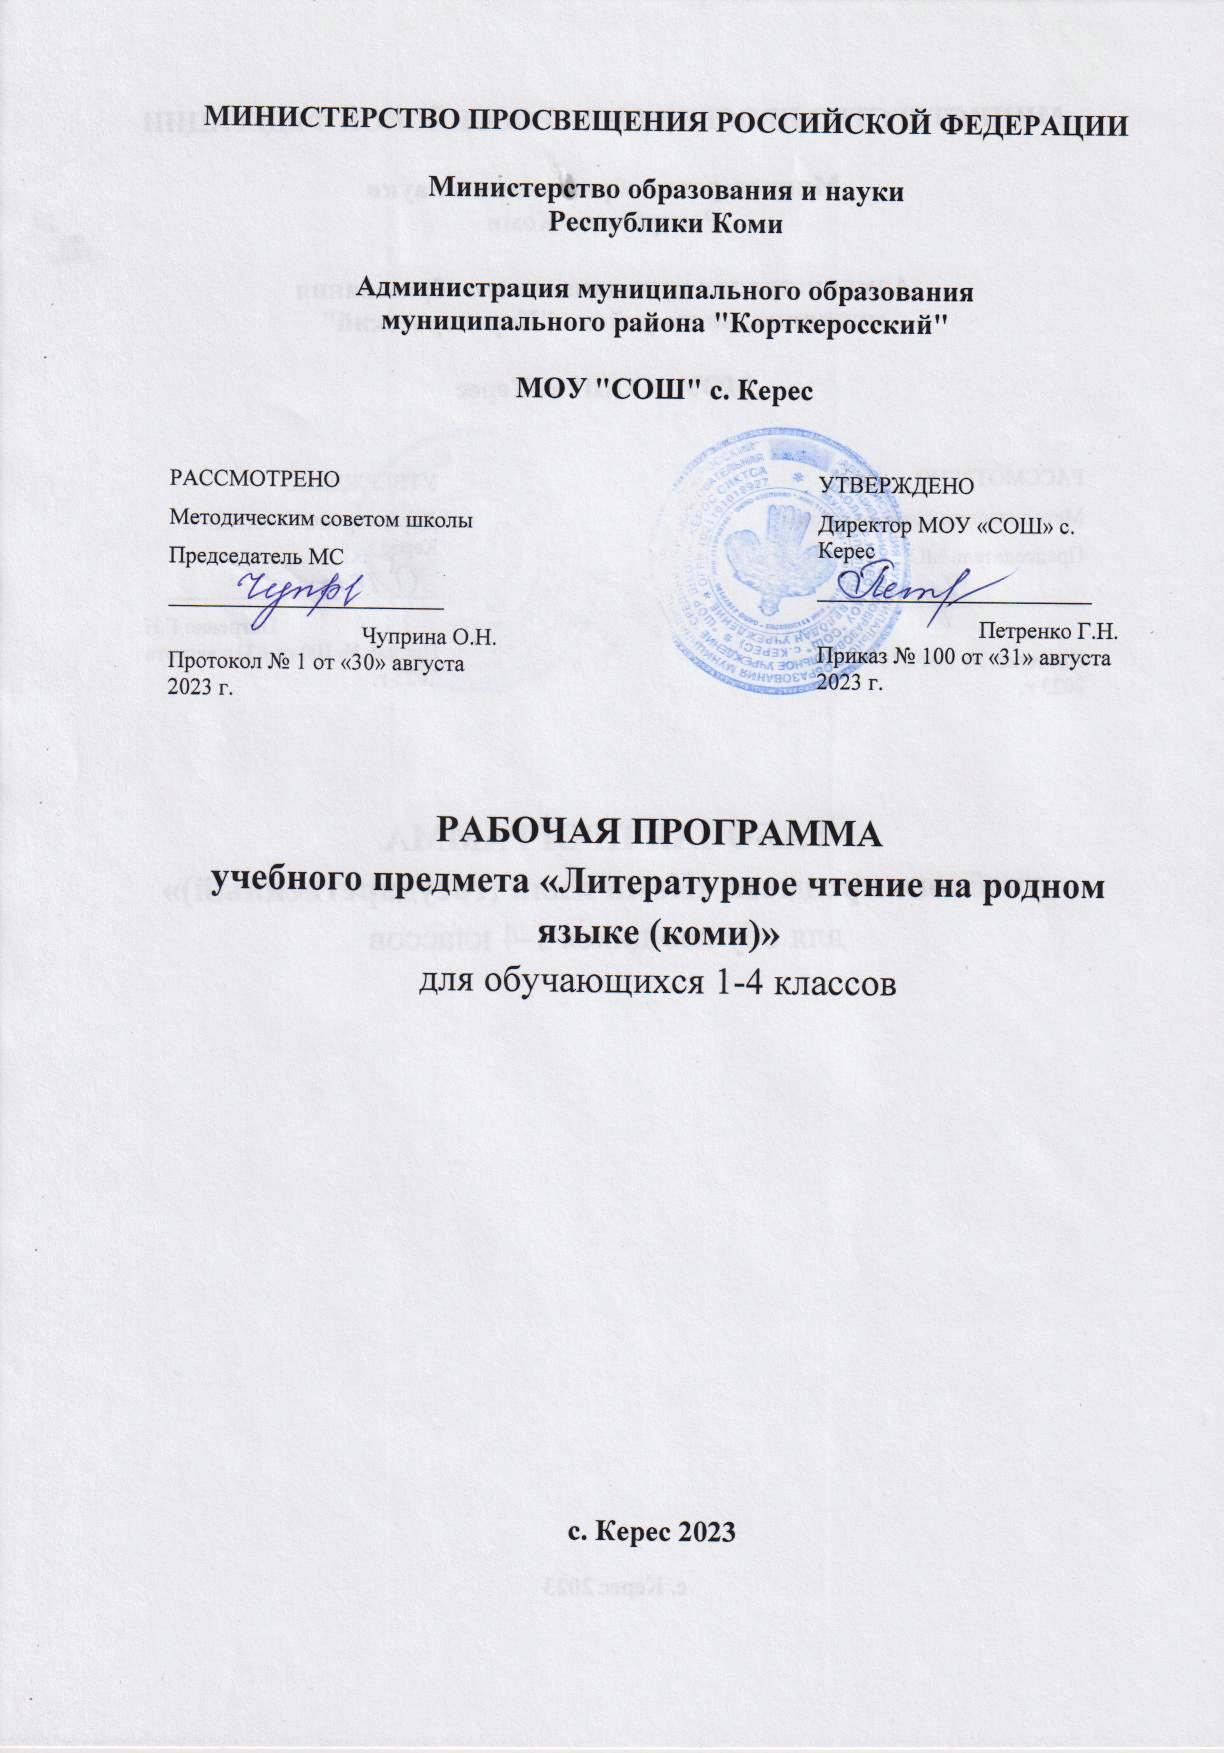 МИНИСТЕРСТВО ПРОСВЕЩЕНИЯ РОССИЙСКОЙ ФЕДЕРАЦИИ
Министерство образования и науки
Республики Коми
Администрация муниципального образования
муниципального района "Корткеросский"
МОУ "СОШ" с. Керес
РАССМОТРЕНО
Методическим советом школы
Председатель МС
Чуприна О.Н.
Протокол № 1 от «30» августа
2023 г.
УТВЕРЖДЕНО
Директор МОУ «СОШ» с.
Керес
Петренко Г.Н.
Приказ № 100 от «31» августа
2023 г.
РАБОЧАЯ ПРОГРАММА
учебного предмета «Литературное чтение на родном
языке (коми)»
для обучающихся 1-4 классов
с. Керес 2023